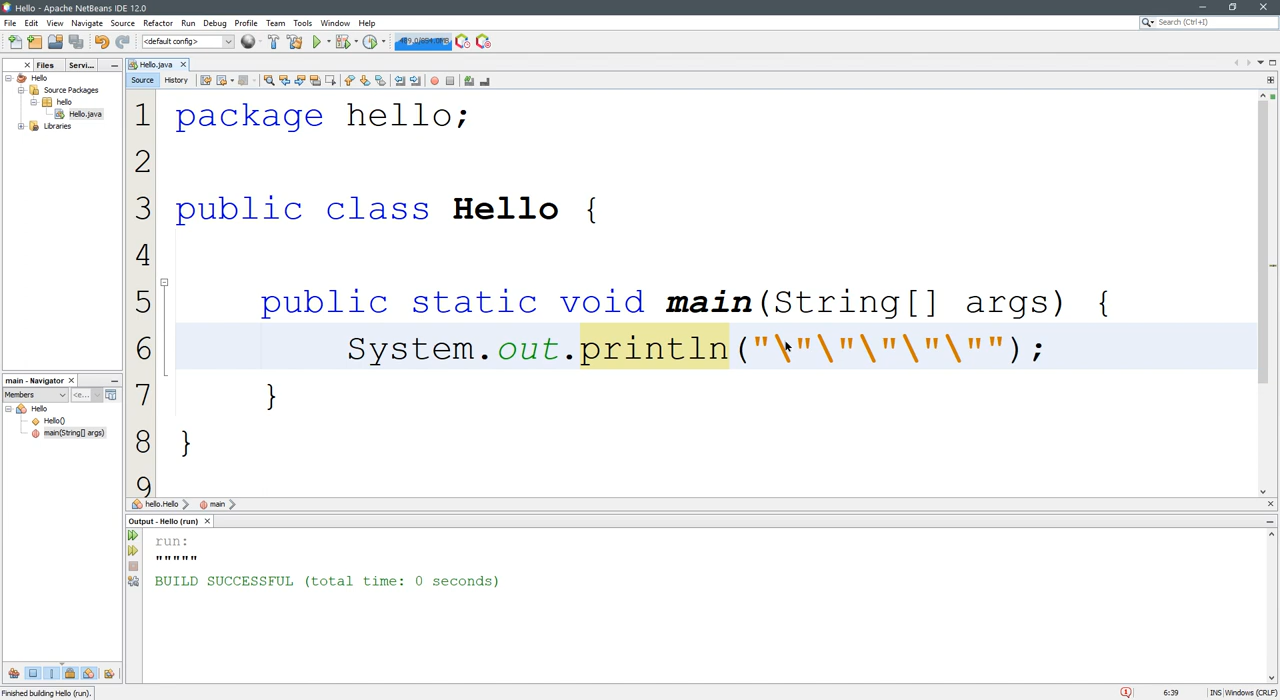 Hello - Apache NetBeans IDE 12.0
File Edit View Navigate Source Refactor Run Debug Profile Team Tools Window Help
Search (Ctrl+I)
<default config>
Files Servi...
Hello.java
Source History
Hello
Source Packages
hello
Hello.java
Libraries
1 package hello;
2
3 public class Hello {
4
5 public static void main(String[] args) {
6 System.out.println("\"\"\"\"\"");
7 }
8 }
9
main - Navigator
Members <e...
Hello
Hello()
main(String[] args)
hello.Hello main
Output - Hello (run)
run:
"""""
BUILD SUCCESSFUL (total time: 0 seconds)
Finished building Hello (run).
1 6:39 INS Windows (CRLF)